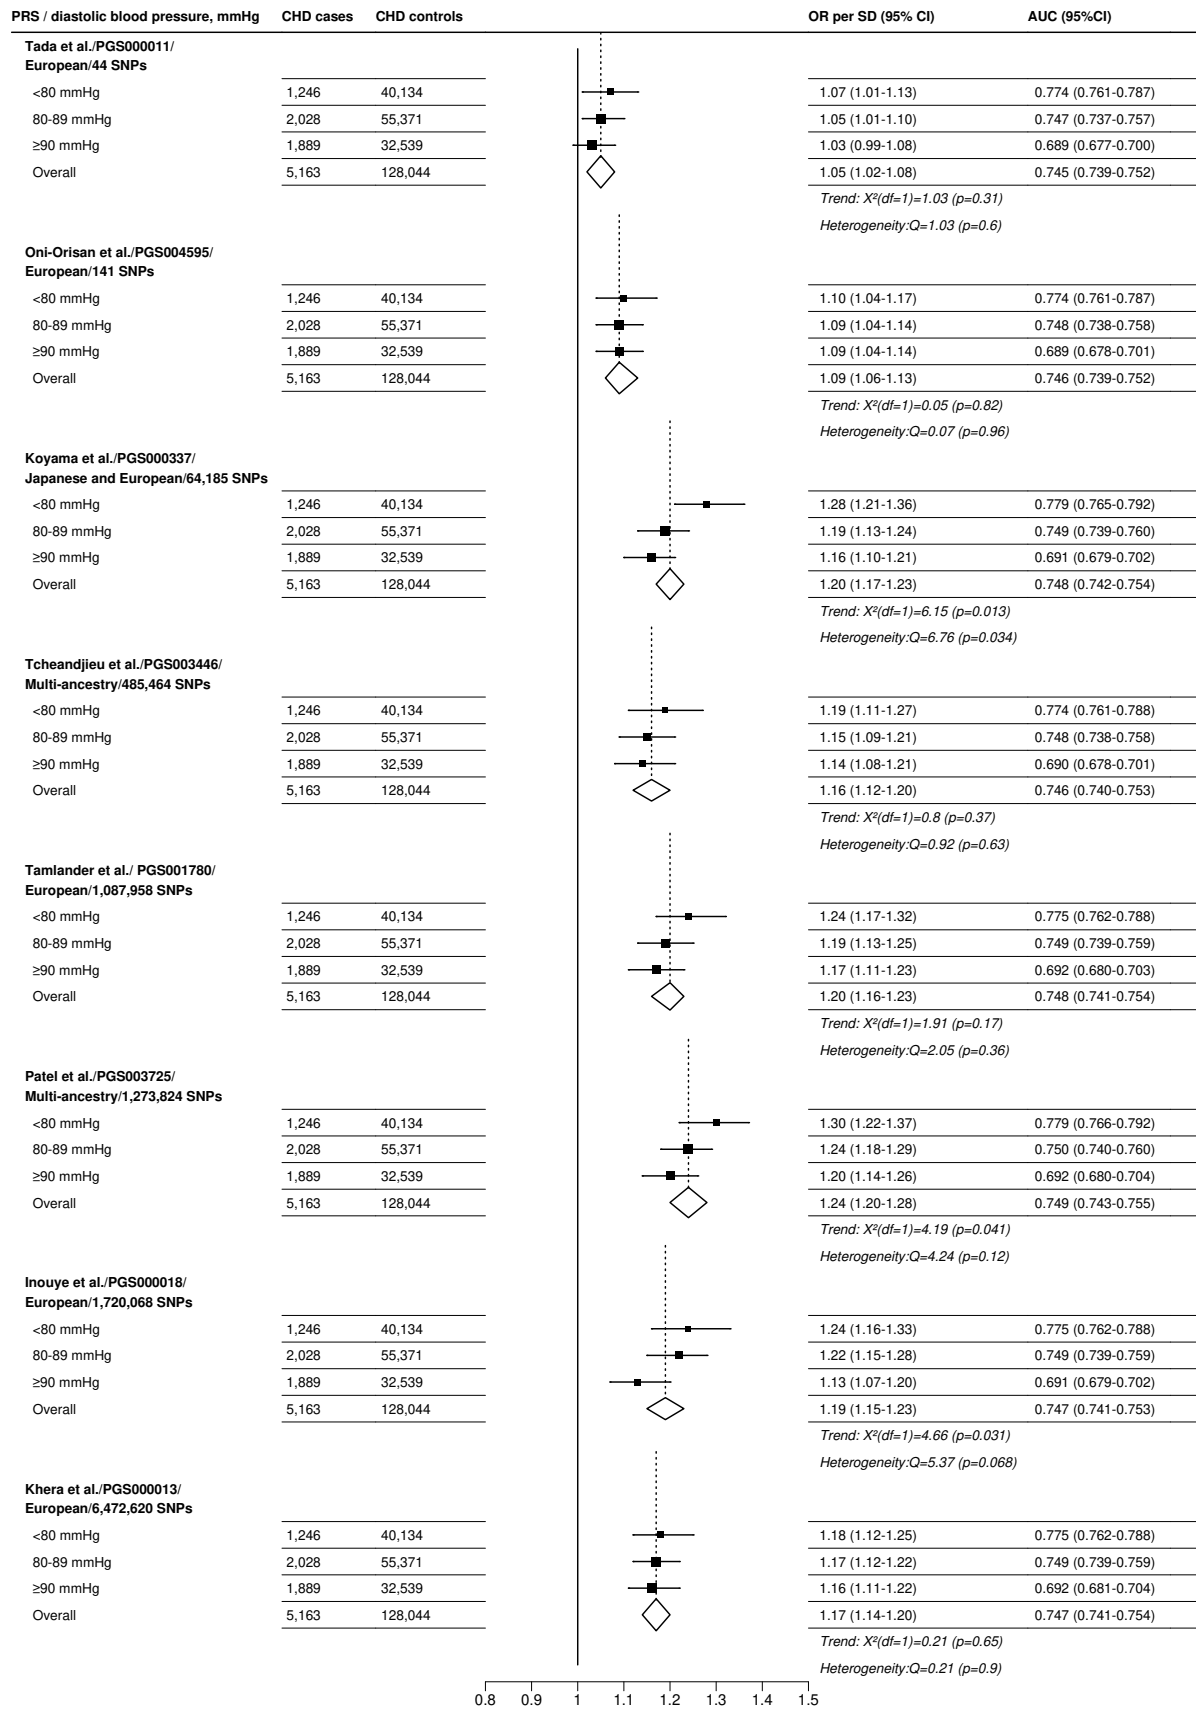 PRS / diastolic blood pressure, mmHg CHD cases CHD controls OR per SD (95% CI) AUC (95%CI)
Tada et al./PGS000011/
European/44 SNPs
<80 mmHg 1,246 40,134 1.07 (1.01-1.13) 0.774 (0.761-0.787)
80-89 mmHg 2,028 55,371 1.05 (1.01-1.10) 0.747 (0.737-0.757)
≥90 mmHg 1,889 32,539 1.03 (0.99-1.08) 0.689 (0.677-0.700)
Overall 5,163 128,044 1.05 (1.02-1.08) 0.745 (0.739-0.752)
Trend: X²(df=1)=1.03 (p=0.31)
Heterogeneity:Q=1.03 (p=0.6)
Oni-Orisan et al./PGS004595/
European/141 SNPs
<80 mmHg 1,246 40,134 1.10 (1.04-1.17) 0.774 (0.761-0.787)
80-89 mmHg 2,028 55,371 1.09 (1.04-1.14) 0.748 (0.738-0.758)
≥90 mmHg 1,889 32,539 1.09 (1.04-1.14) 0.689 (0.678-0.701)
Overall 5,163 128,044 1.09 (1.06-1.13) 0.746 (0.739-0.752)
Trend: X²(df=1)=0.05 (p=0.82)
Heterogeneity:Q=0.07 (p=0.96)
Koyama et al./PGS000337/
Japanese and European/64,185 SNPs
<80 mmHg 1,246 40,134 1.28 (1.21-1.36) 0.779 (0.765-0.792)
80-89 mmHg 2,028 55,371 1.19 (1.13-1.24) 0.749 (0.739-0.760)
≥90 mmHg 1,889 32,539 1.16 (1.10-1.21) 0.691 (0.679-0.702)
Overall 5,163 128,044 1.20 (1.17-1.23) 0.748 (0.742-0.754)
Trend: X²(df=1)=6.15 (p=0.013)
Heterogeneity:Q=6.76 (p=0.034)
Tcheandjieu et al./PGS003446/
Multi-ancestry/485,464 SNPs
<80 mmHg 1,246 40,134 1.19 (1.11-1.27) 0.774 (0.761-0.788)
80-89 mmHg 2,028 55,371 1.15 (1.09-1.21) 0.748 (0.738-0.758)
≥90 mmHg 1,889 32,539 1.14 (1.08-1.21) 0.690 (0.678-0.701)
Overall 5,163 128,044 1.16 (1.12-1.20) 0.746 (0.740-0.753)
Trend: X²(df=1)=0.8 (p=0.37)
Heterogeneity:Q=0.92 (p=0.63)
Tamlander et al./ PGS001780/
European/1,087,958 SNPs
<80 mmHg 1,246 40,134 1.24 (1.17-1.32) 0.775 (0.762-0.788)
80-89 mmHg 2,028 55,371 1.19 (1.13-1.25) 0.749 (0.739-0.759)
≥90 mmHg 1,889 32,539 1.17 (1.11-1.23) 0.692 (0.680-0.703)
Overall 5,163 128,044 1.20 (1.16-1.23) 0.748 (0.741-0.754)
Trend: X²(df=1)=1.91 (p=0.17)
Heterogeneity:Q=2.05 (p=0.36)
Patel et al./PGS003725/
Multi-ancestry/1,273,824 SNPs
<80 mmHg 1,246 40,134 1.30 (1.22-1.37) 0.779 (0.766-0.792)
80-89 mmHg 2,028 55,371 1.24 (1.18-1.29) 0.750 (0.740-0.760)
≥90 mmHg 1,889 32,539 1.20 (1.14-1.26) 0.692 (0.680-0.704)
Overall 5,163 128,044 1.24 (1.20-1.28) 0.749 (0.743-0.755)
Trend: X²(df=1)=4.19 (p=0.041)
Heterogeneity:Q=4.24 (p=0.12)
Inouye et al./PGS000018/
European/1,720,068 SNPs
<80 mmHg 1,246 40,134 1.24 (1.16-1.33) 0.775 (0.762-0.788)
80-89 mmHg 2,028 55,371 1.22 (1.15-1.28) 0.749 (0.739-0.759)
≥90 mmHg 1,889 32,539 1.13 (1.07-1.20) 0.691 (0.679-0.702)
Overall 5,163 128,044 1.19 (1.15-1.23) 0.747 (0.741-0.753)
Trend: X²(df=1)=4.66 (p=0.031)
Heterogeneity:Q=5.37 (p=0.068)
Khera et al./PGS000013/
European/6,472,620 SNPs
<80 mmHg 1,246 40,134 1.18 (1.12-1.25) 0.775 (0.762-0.788)
80-89 mmHg 2,028 55,371 1.17 (1.12-1.22) 0.749 (0.739-0.759)
≥90 mmHg 1,889 32,539 1.16 (1.11-1.22) 0.692 (0.681-0.704)
Overall 5,163 128,044 1.17 (1.14-1.20) 0.747 (0.741-0.754)
Trend: X²(df=1)=0.21 (p=0.65)
Heterogeneity:Q=0.21 (p=0.9)
0.8 0.9 1 1.1 1.2 1.3 1.4 1.5